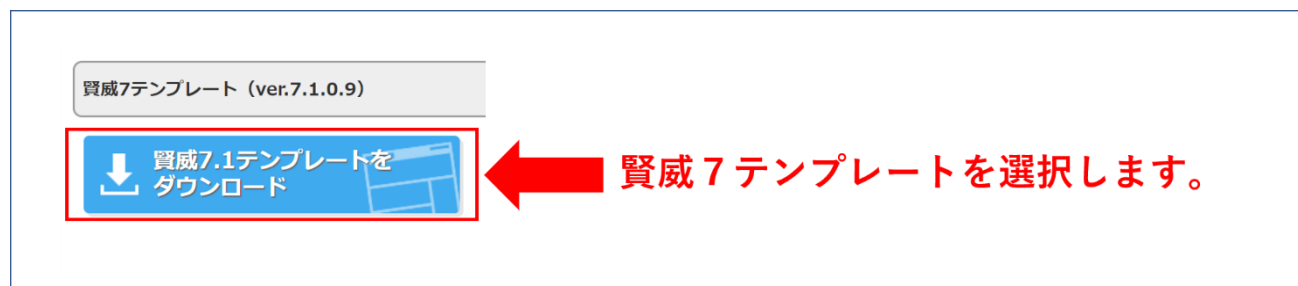 賢威7テンプレート（ver.7.1.0.9）
賢威7.1テンプレートを
ダウンロード
賢威７テンプレートを選択します。